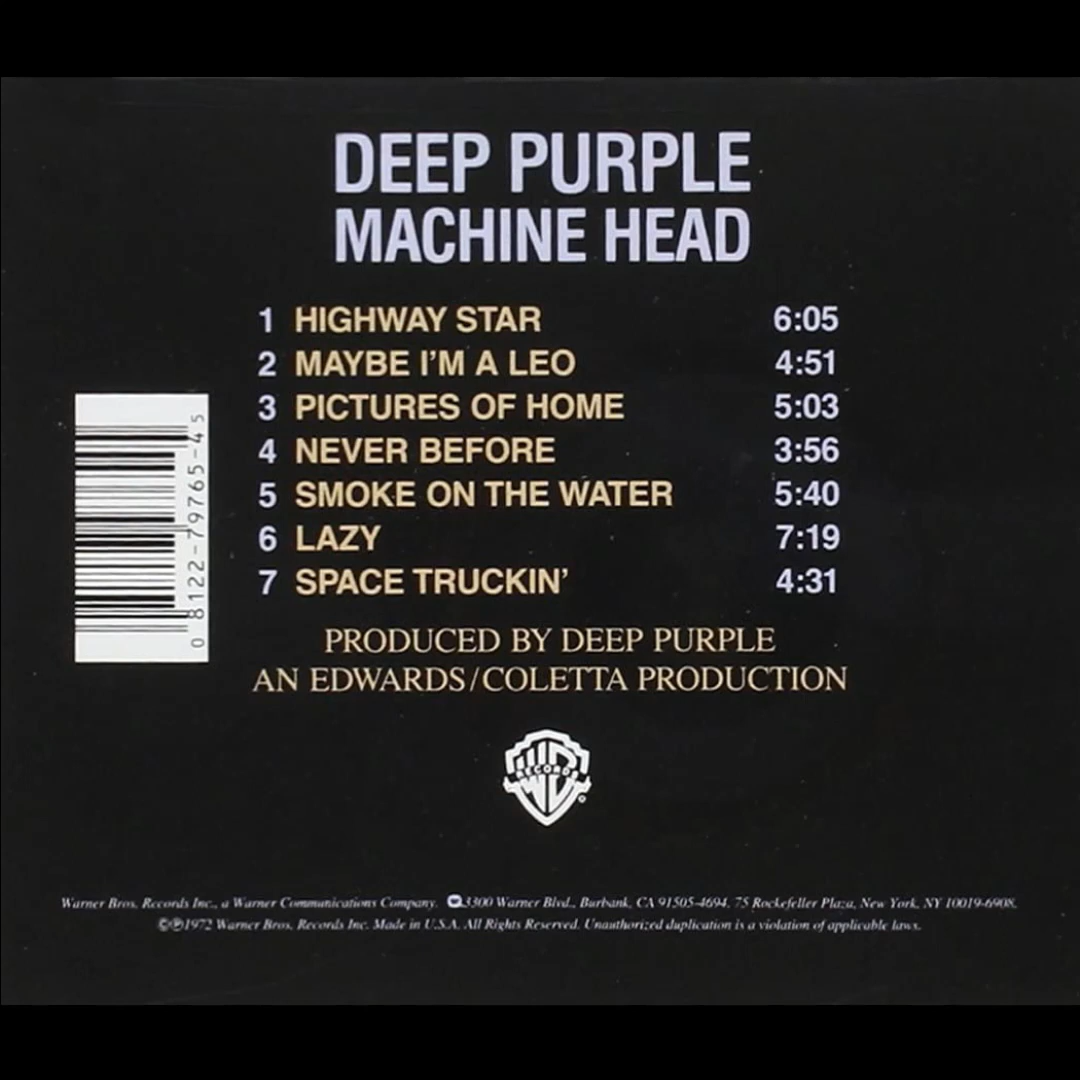 DEEP PURPLE
MACHINE HEAD
1 HIGHWAY STAR 6:05
2 MAYBE I'M A LEO 4:51
3 PICTURES OF HOME 5:03
4 NEVER BEFORE 3:56
5 SMOKE ON THE WATER 5:40
6 LAZY 7:19
7 SPACE TRUCKIN' 4:31
0 8122-79765-4 5
PRODUCED BY DEEP PURPLE
AN EDWARDS/COLETTA PRODUCTION
WB
RECORDS
Warner Bros. Records Inc., a Warner Communications Company. 3300 Warner Blvd., Burbank, CA 91505-4694. 75 Rockefeller Plaza, New York, NY 10019-6908.
©℗1972 Warner Bros. Records Inc. Made in U.S.A. All Rights Reserved. Unauthorized duplication is a violation of applicable laws.